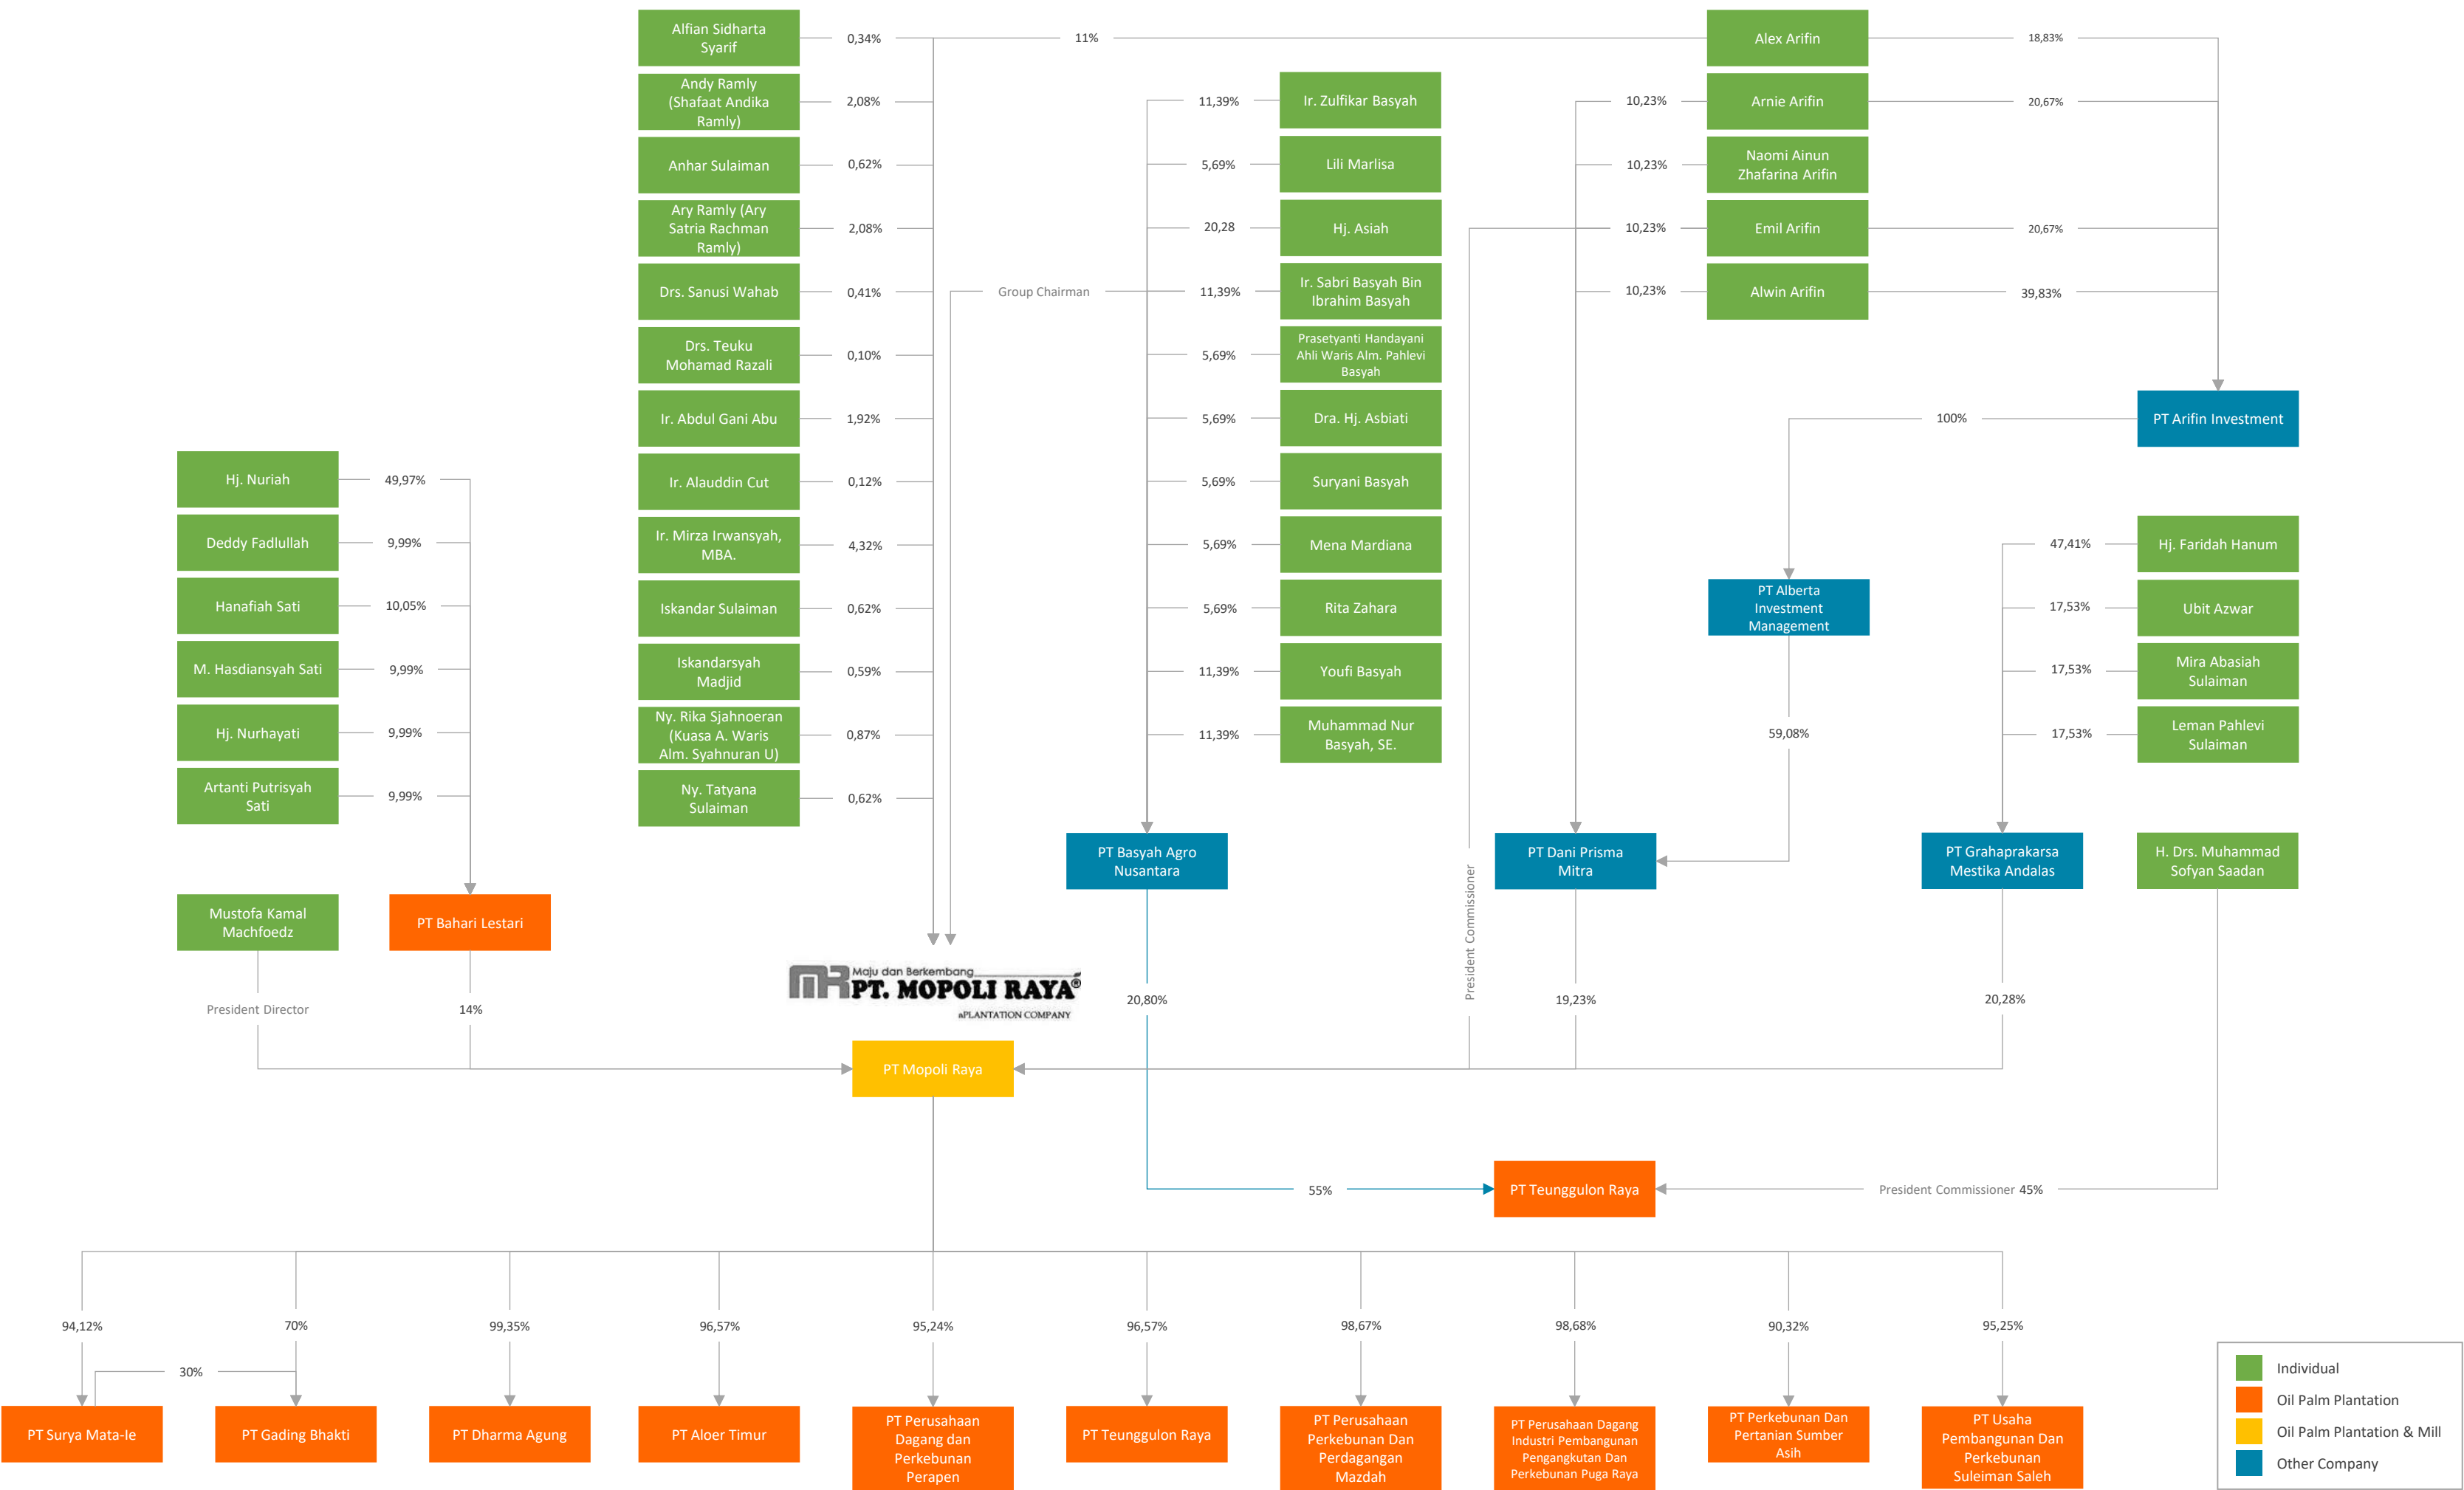 Alfian Sidharta
Syarif
0,34%
11%
Alex Arifin
18,83%
Andy Ramly
(Shafaat Andika
Ramly)
2,08%
11,39%
Ir. Zulfikar Basyah
10,23%
Arnie Arifin
20,67%
Anhar Sulaiman
0,62%
5,69%
Lili Marlisa
10,23%
Naomi Ainun
Zhafarina Arifin
Ary Ramly (Ary
Satria Rachman
Ramly)
2,08%
20,28
Hj. Asiah
10,23%
Emil Arifin
20,67%
Drs. Sanusi Wahab
0,41%
Group Chairman
11,39%
Ir. Sabri Basyah Bin
Ibrahim Basyah
10,23%
Alwin Arifin
39,83%
Drs. Teuku
Mohamad Razali
0,10%
5,69%
Prasetyanti Handayani
Ahli Waris Alm. Pahlevi
Basyah
Ir. Abdul Gani Abu
1,92%
5,69%
Dra. Hj. Asbiati
100%
PT Arifin Investment
Hj. Nuriah
49,97%
Ir. Alauddin Cut
0,12%
5,69%
Suryani Basyah
Deddy Fadlullah
9,99%
Ir. Mirza Irwansyah,
MBA.
4,32%
5,69%
Mena Mardiana
47,41%
Hj. Faridah Hanum
Hanafiah Sati
10,05%
Iskandar Sulaiman
0,62%
5,69%
Rita Zahara
PT Alberta
Investment
Management
17,53%
Ubit Azwar
M. Hasdiansyah Sati
9,99%
Iskandarsyah
Madjid
0,59%
11,39%
Youfi Basyah
17,53%
Mira Abasiah
Sulaiman
Hj. Nurhayati
9,99%
Ny. Rika Sjahnoeran
(Kuasa A. Waris
Alm. Syahnuran U)
0,87%
11,39%
Muhammad Nur
Basyah, SE.
59,08%
17,53%
Leman Pahlevi
Sulaiman
Artanti Putrisyah
Sati
9,99%
Ny. Tatyana
Sulaiman
0,62%
PT Basyah Agro
Nusantara
President Commissioner
PT Dani Prisma
Mitra
PT Grahaprakarsa
Mestika Andalas
H. Drs. Muhammad
Sofyan Saadan
Mustofa Kamal
Machfoedz
PT Bahari Lestari
MR
Maju dan Berkembang
PT. MOPOLI RAYA®
aPLANTATION COMPANY
President Director
14%
20,80%
19,23%
20,28%
PT Mopoli Raya
55%
PT Teunggulon Raya
President Commissioner 45%
94,12%
70%
99,35%
96,57%
95,24%
96,57%
98,67%
98,68%
90,32%
95,25%
30%
PT Surya Mata-Ie
PT Gading Bhakti
PT Dharma Agung
PT Aloer Timur
PT Perusahaan
Dagang dan
Perkebunan
Perapen
PT Teunggulon Raya
PT Perusahaan
Perkebunan Dan
Perdagangan
Mazdah
PT Perusahaan Dagang
Industri Pembangunan
Pengangkutan Dan
Perkebunan Puga Raya
PT Perkebunan Dan
Pertanian Sumber
Asih
PT Usaha
Pembangunan Dan
Perkebunan
Suleiman Saleh
Individual
Oil Palm Plantation
Oil Palm Plantation & Mill
Other Company